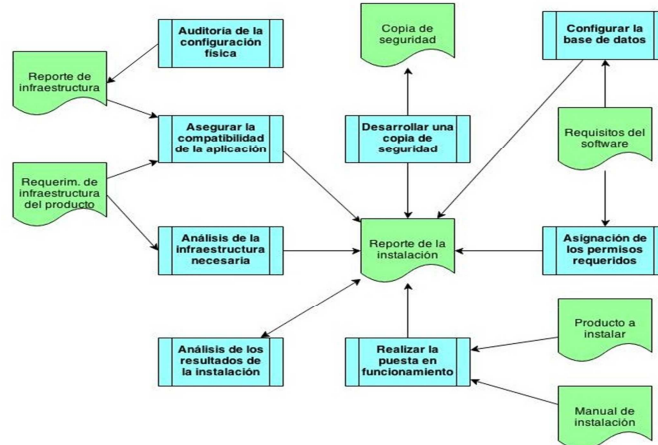 Auditoría de la
configuración
física
Copia de
seguridad
Configurar la
base de datos
Reporte de
infraestructura
Asegurar la
compatibilidad
de la aplicación
Desarrollar una
copia de
seguridad
Requisitos del
software
Requerim. de
infraestructura
del producto
Análisis de la
infraestructura
necesaria
Reporte de la
instalación
Asignación de
los permisos
requeridos
Análisis de los
resultados de
la instalación
Realizar la
puesta en
funcionamiento
Producto a
instalar
Manual de
instalación